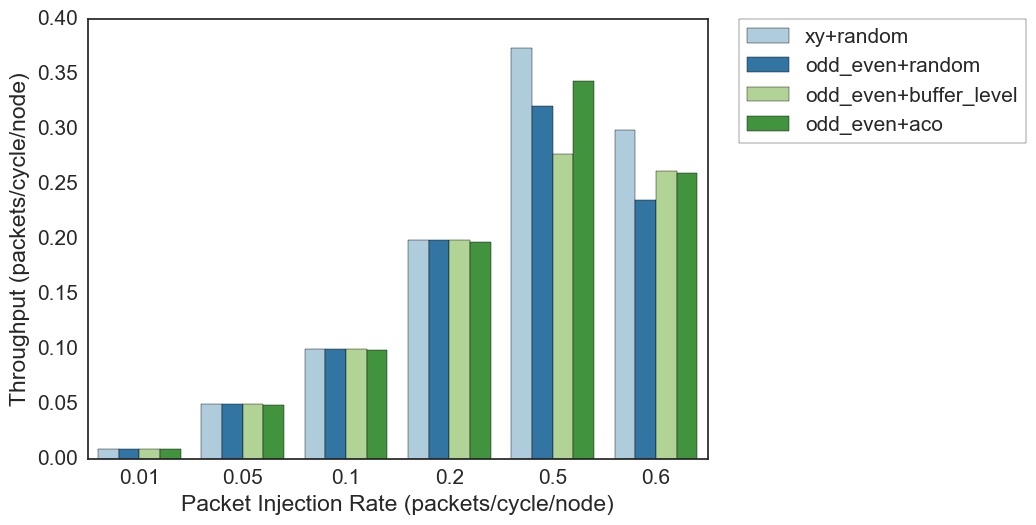 0.40
0.35
0.30
0.25
0.20
0.15
0.10
0.05
0.00
Throughput (packets/cycle/node)
0.01 0.05 0.1 0.2 0.5 0.6
Packet Injection Rate (packets/cycle/node)
xy+random
odd_even+random
odd_even+buffer_level
odd_even+aco